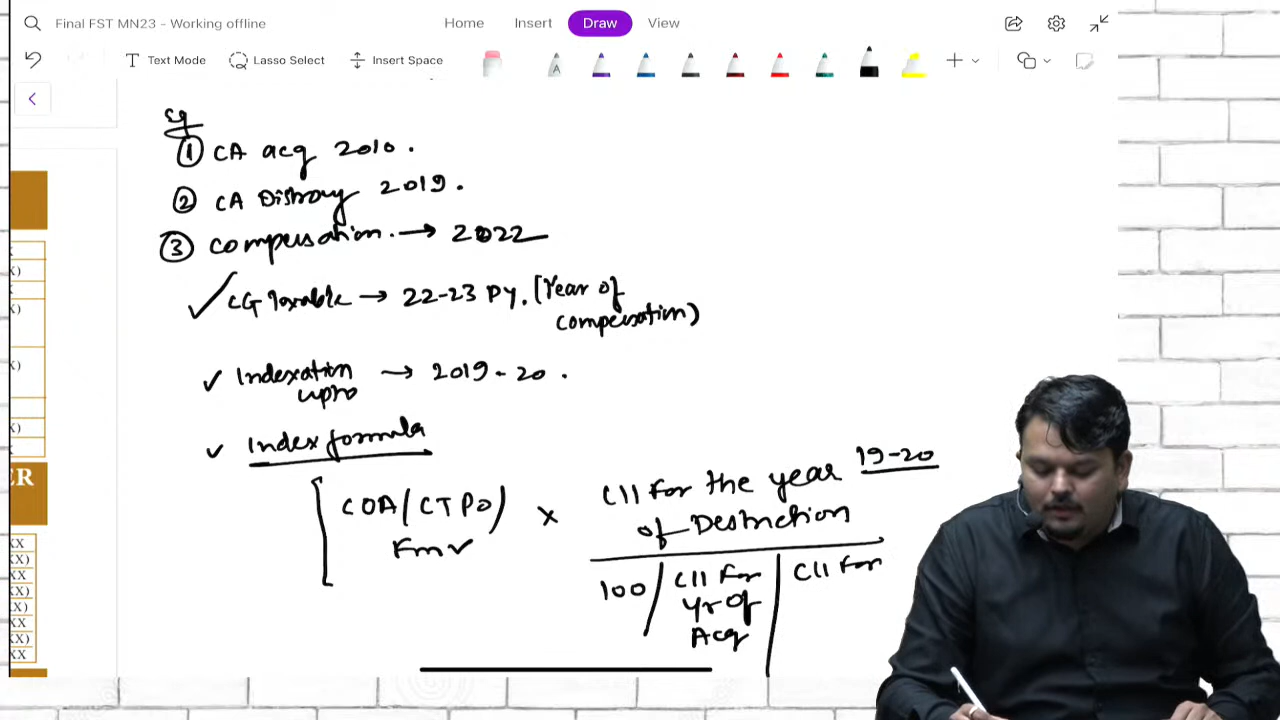 Final FST MN23 - Working offline
Home Insert Draw View
Text Mode Lasso Select Insert Space
A
eg
① CA acq 2010.
② CA Distroy 2019.
③ compensation. → 2022
✓ CG Taxable → 22-23 PY. (Year of
compensation)
✓ Indexation → 2019-20.
upto
✓ Index formula
[COA/CTPO) × CII for the year 19-20
FMV of Destruction
100 / CII for | CII for
yr of
Acq
ER